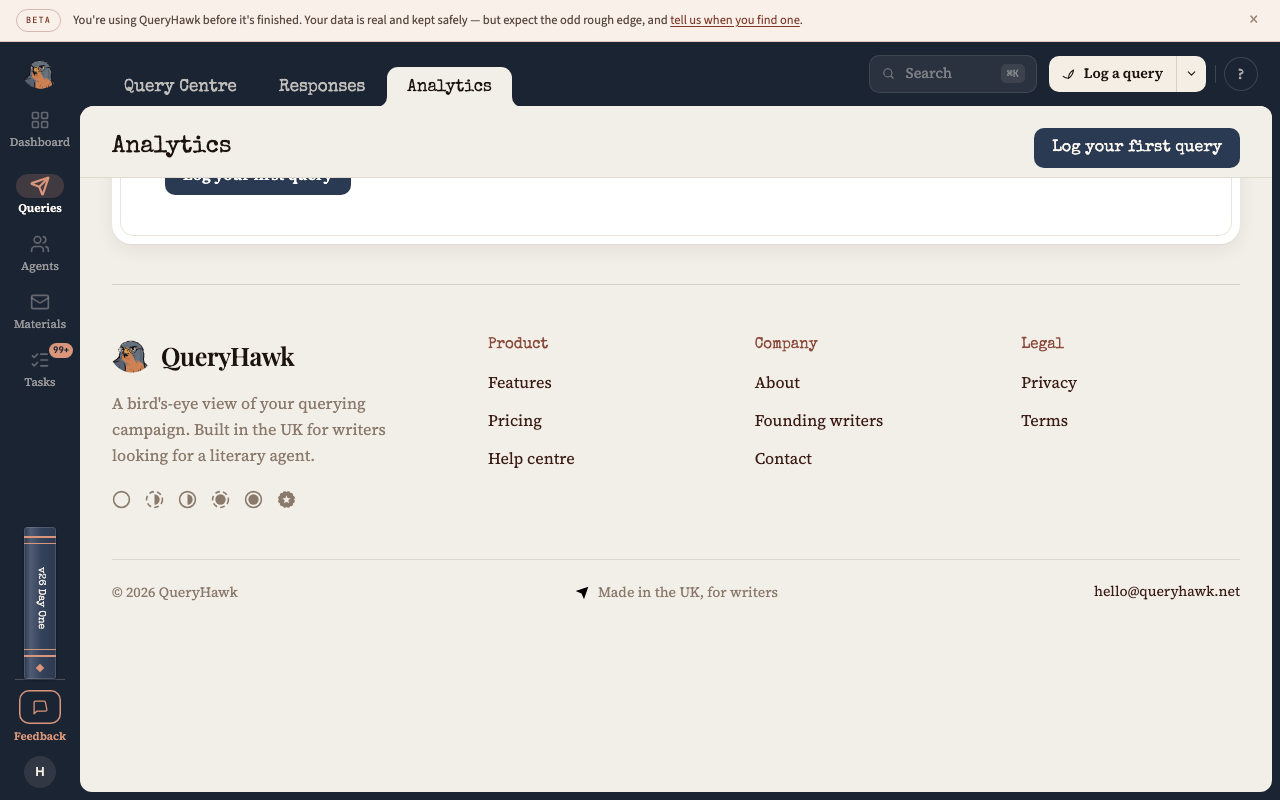 BETA
You're using QueryHawk before it's finished. Your data is real and kept safely — but expect the odd rough edge, and tell us when you find one.
×
Query Centre
Responses
Analytics
Search
⌘K
Log a query
?
Dashboard
Queries
Agents
Materials
99+
Tasks
v26 Day One
Feedback
H
Analytics
Log your first query
Log your first query
QueryHawk
A bird's-eye view of your querying
campaign. Built in the UK for writers
looking for a literary agent.
Product
Features
Pricing
Help centre
Company
About
Founding writers
Contact
Legal
Privacy
Terms
© 2026 QueryHawk
Made in the UK, for writers
hello@queryhawk.net